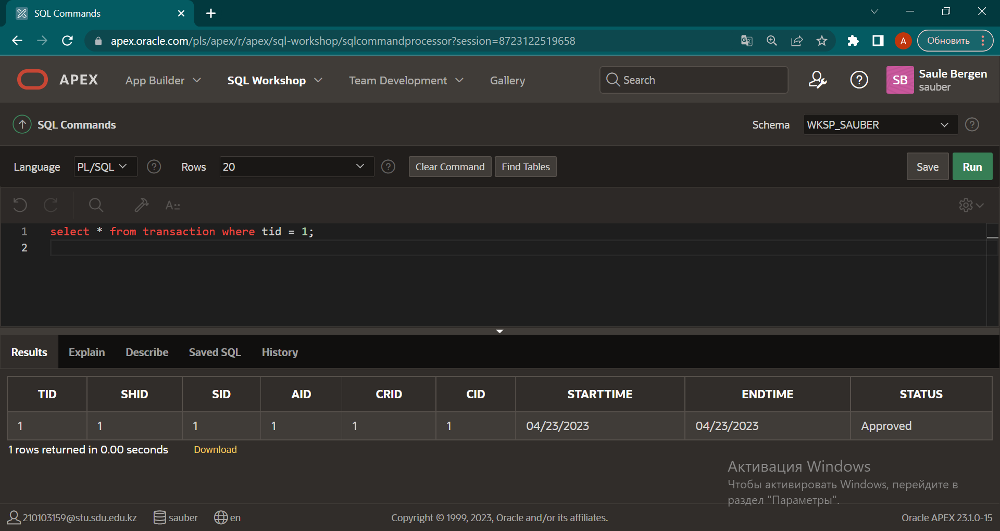 SQL Commands
apex.oracle.com/pls/apex/r/apex/sql-workshop/sqlcommandprocessor?session=8723122519658
A
Обновить
APEX
App Builder
SQL Workshop
Team Development
Gallery
Search
SB
Saule Bergen
sauber
SQL Commands
Schema
WKSP_SAUBER
Language
PL/SQL
Rows
20
Clear Command
Find Tables
Save
Run
1 select * from transaction where tid = 1;
2
Results
Explain
Describe
Saved SQL
History
TID SHID SID AID CRID CID STARTTIME ENDTIME STATUS
1 1 1 1 1 1 04/23/2023 04/23/2023 Approved
1 rows returned in 0.00 seconds
Download
Активация Windows
Чтобы активировать Windows, перейдите в
раздел "Параметры".
210103159@stu.sdu.edu.kz
sauber
en
Copyright © 1999, 2023, Oracle and/or its affiliates.
Oracle APEX 23.1.0-15